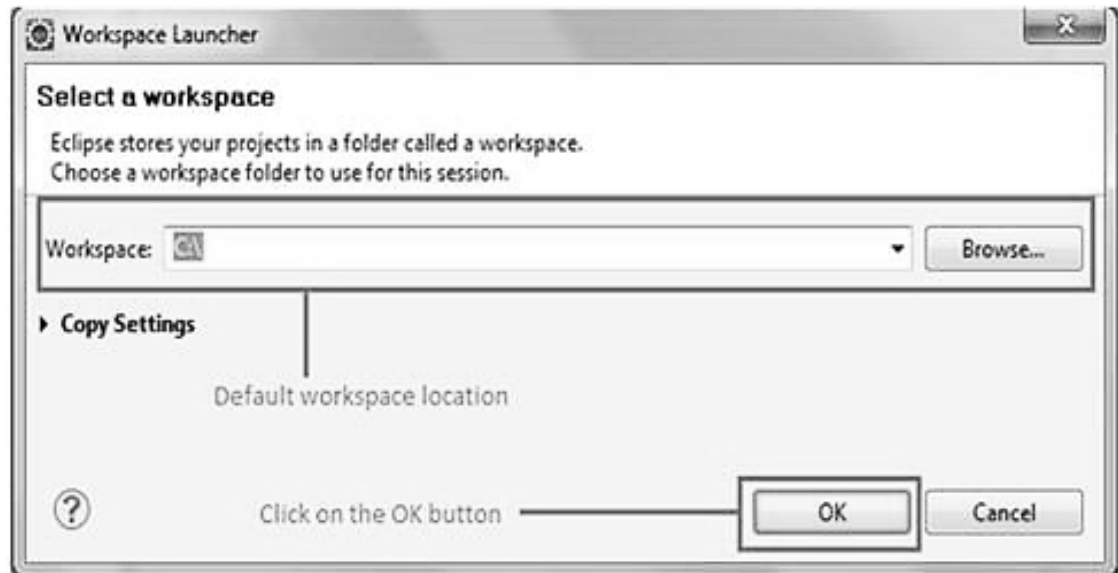 Workspace Launcher
Select a workspace
Eclipse stores your projects in a folder called a workspace.
Choose a workspace folder to use for this session.
Workspace: C:\ Browse...
Copy Settings
Default workspace location
Click on the OK button OK Cancel